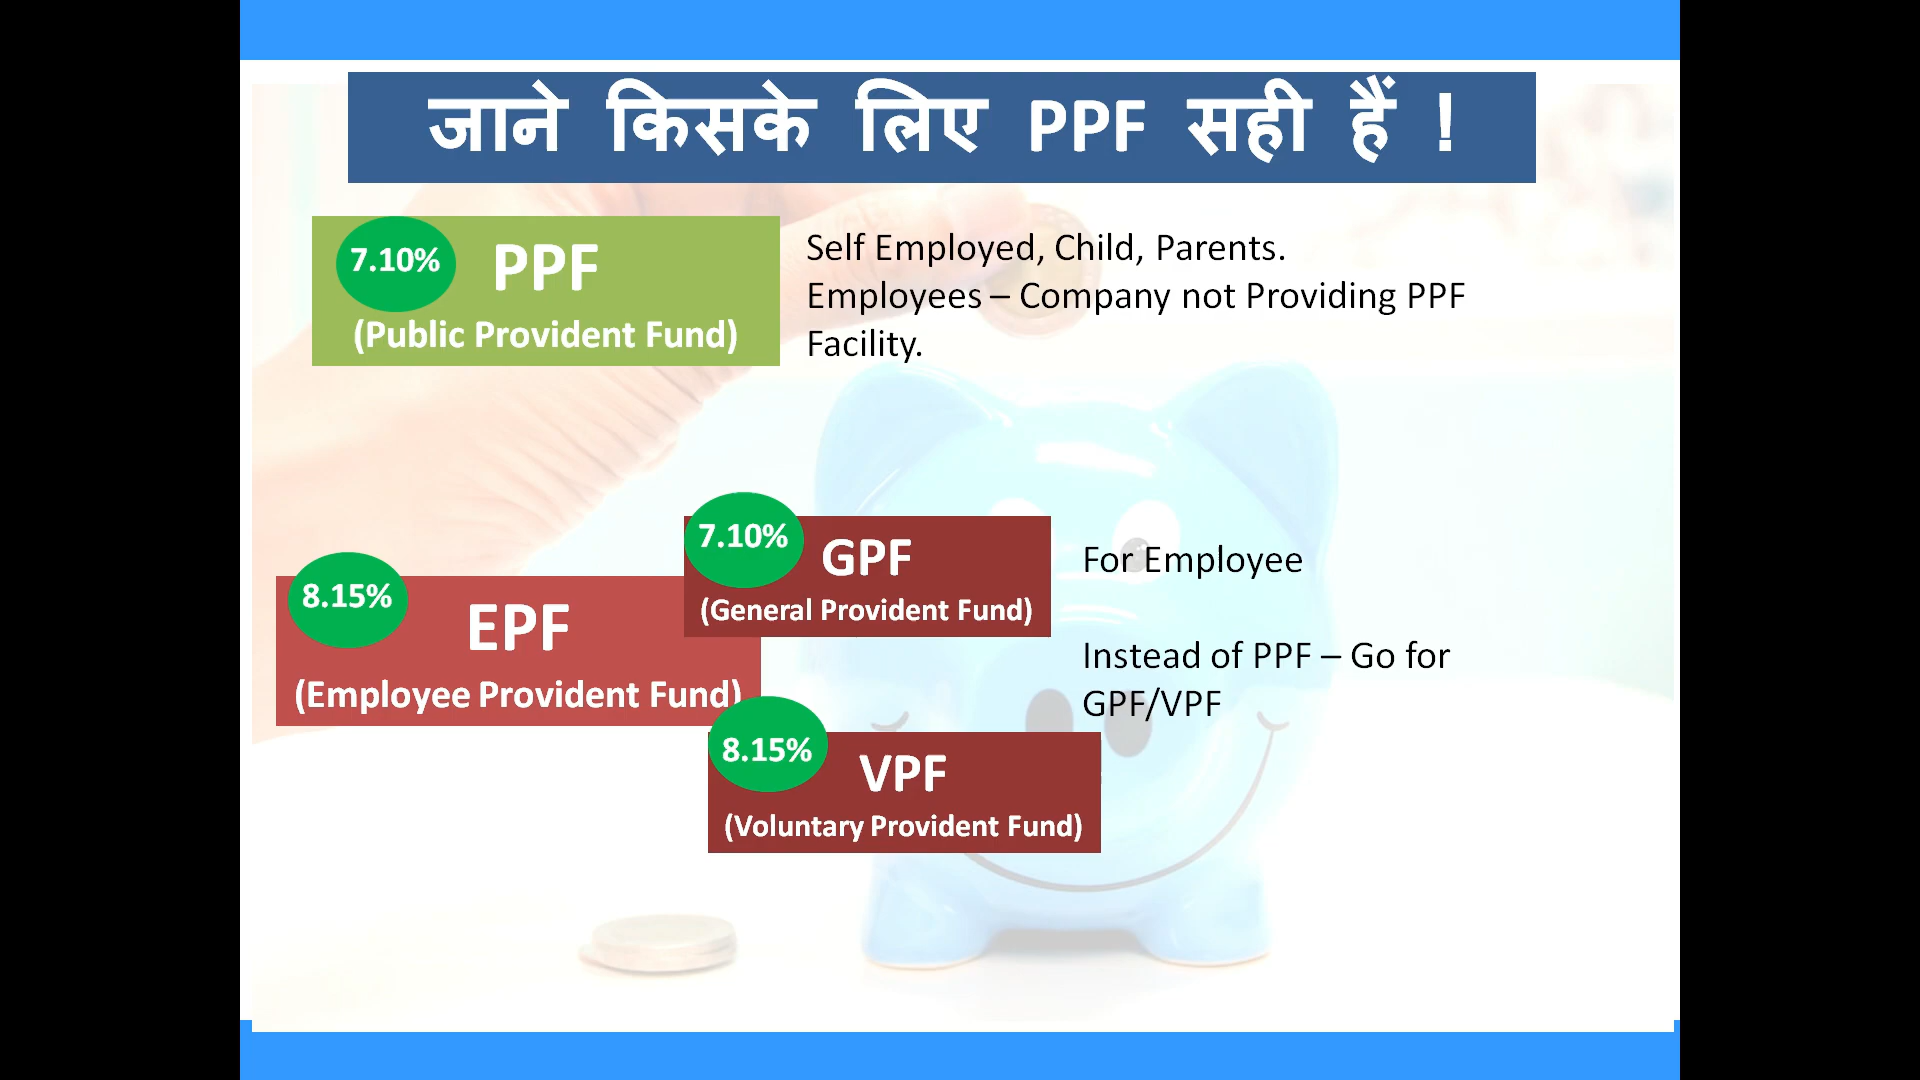 जाने किसके लिए PPF सही हैं !
7.10%
PPF
(Public Provident Fund)
Self Employed, Child, Parents.
Employees – Company not Providing PPF
Facility.
7.10%
GPF
(General Provident Fund)
8.15%
EPF
(Employee Provident Fund)
For Employee
Instead of PPF – Go for
GPF/VPF
8.15%
VPF
(Voluntary Provident Fund)